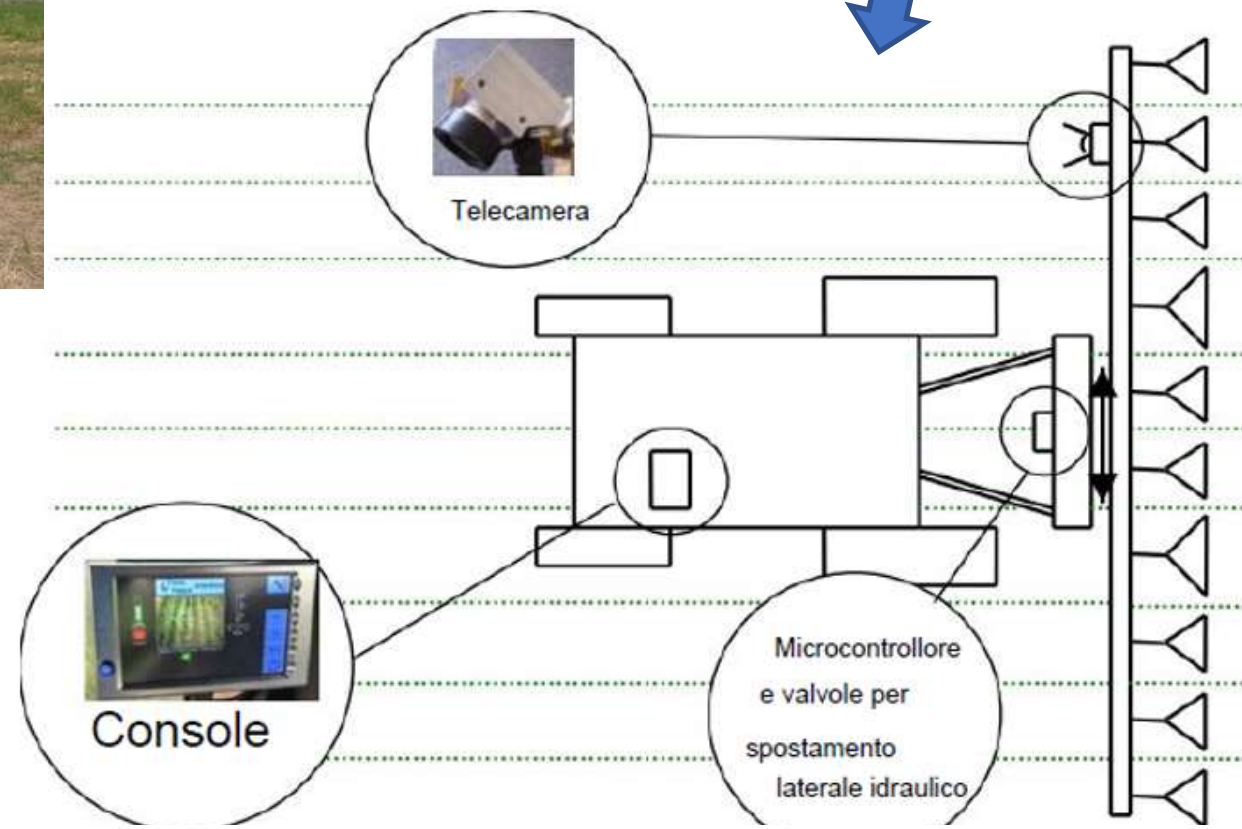 Telecamera
Console
Microcontrollore
e valvole per
spostamento
laterale idraulico